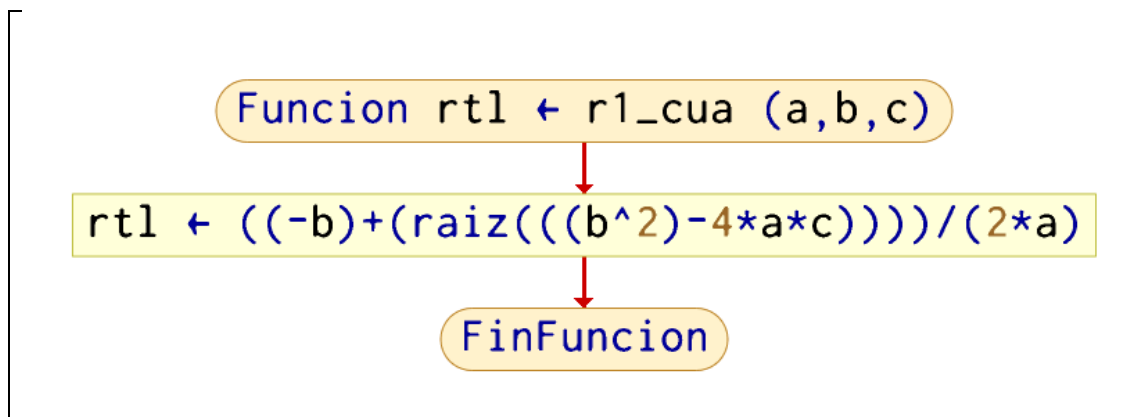 Funcion rtl ← r1_cua (a,b,c)
rtl ← ((-b)+(raiz(((b^2)-4*a*c))))/(2*a)
FinFuncion